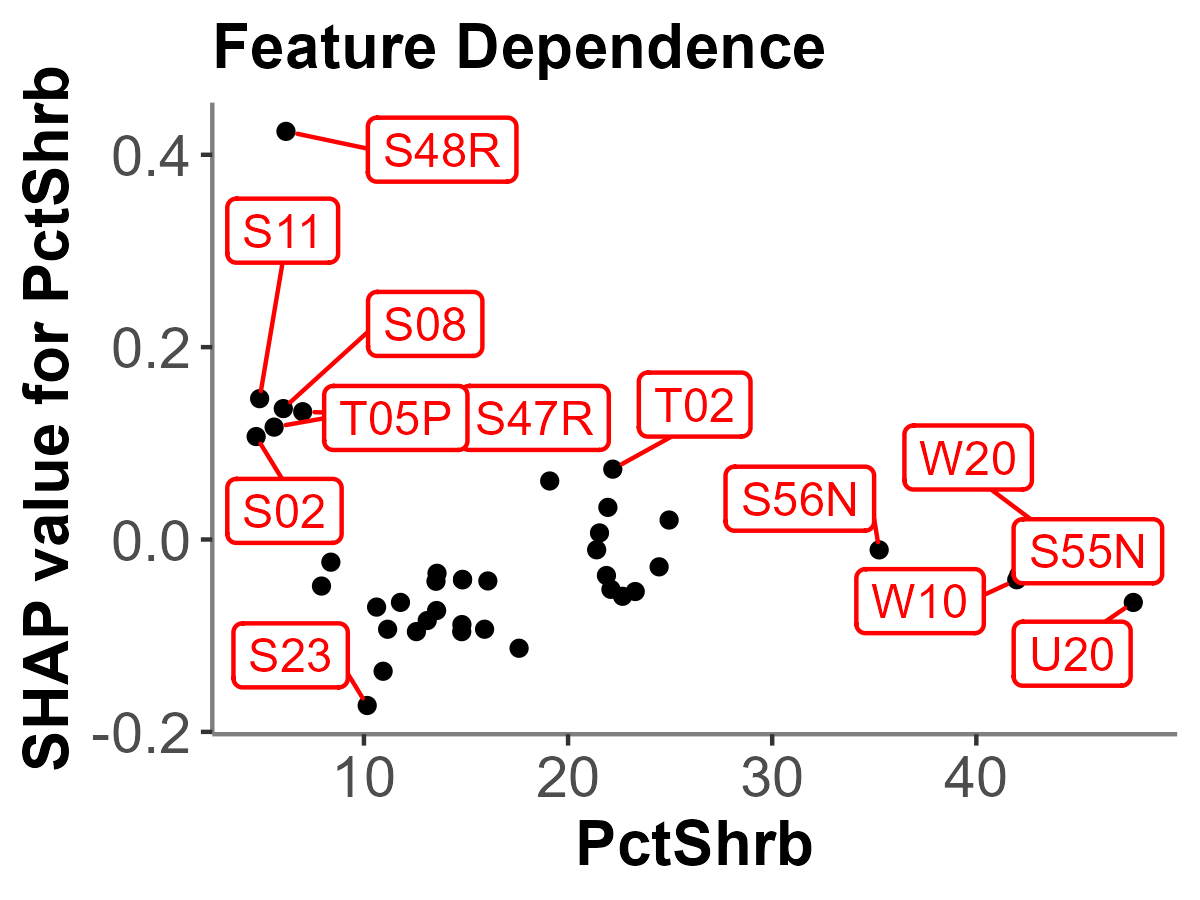 Feature Dependence
SHAP value for PctShrb
0.4
0.2
0.0
-0.2
S48R
S11
S08
T05P
S47R
T02
S02
S56N
W20
S55N
W10
U20
S23
10
20
30
40
PctShrb